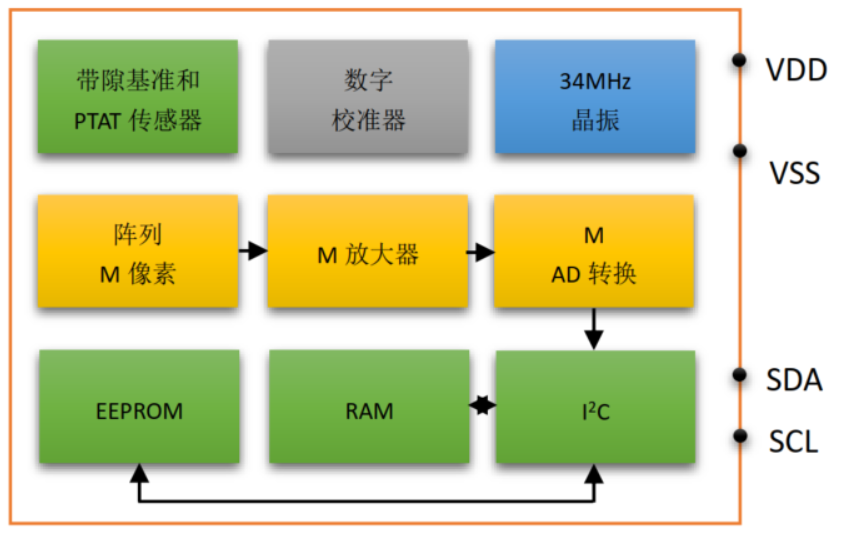 带隙基准和
PTAT 传感器
数字
校准器
34MHz
晶振
VDD
VSS
阵列
M 像素
M 放大器
M
AD 转换
EEPROM
RAM
I²C
SDA
SCL